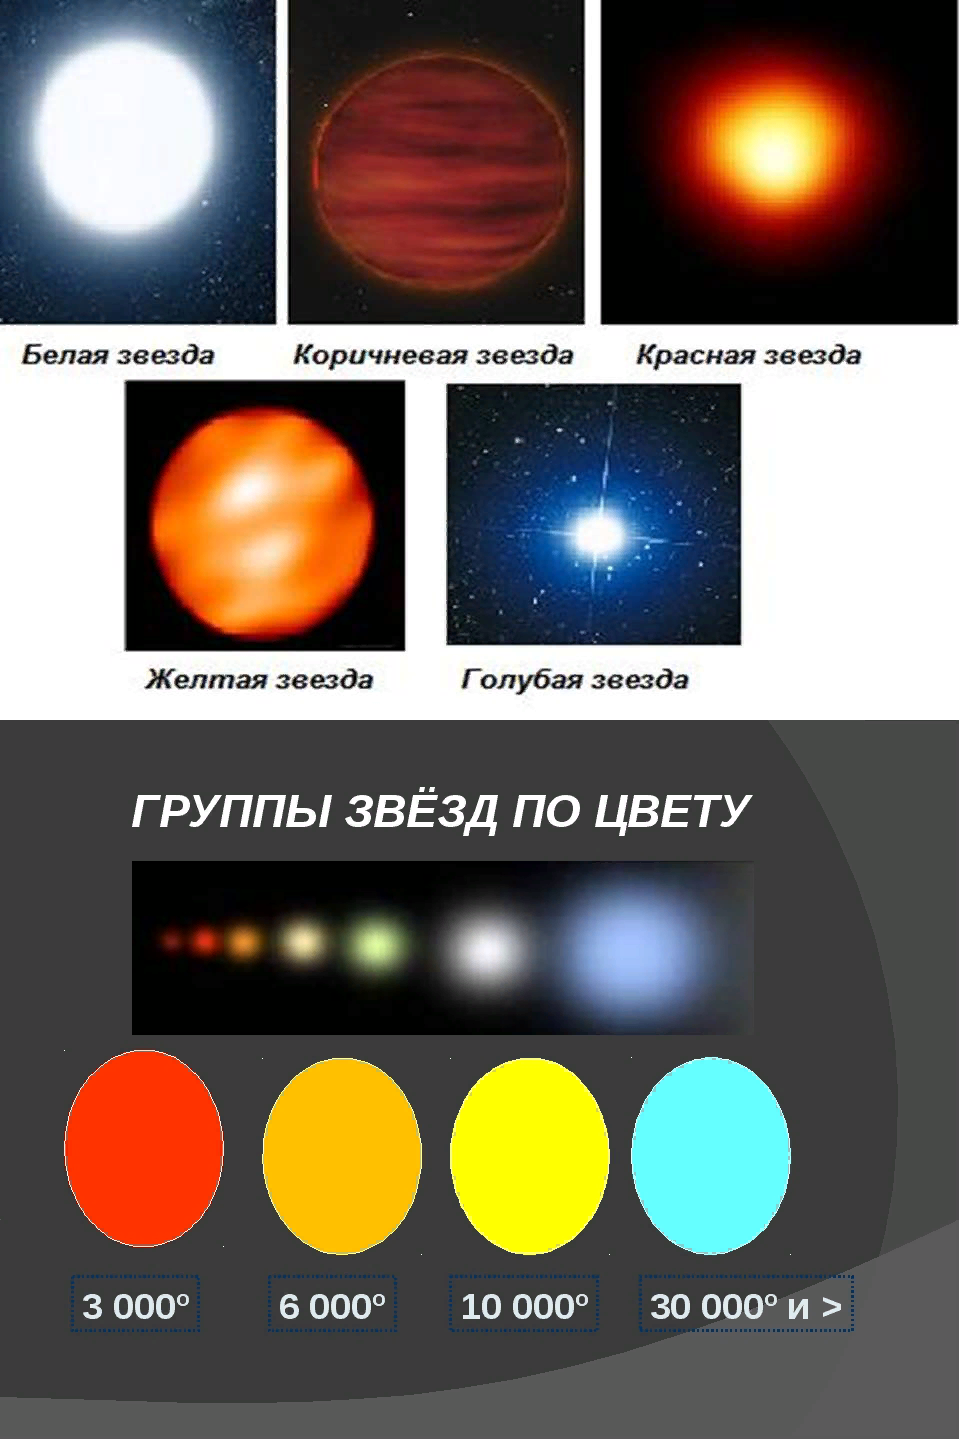 Белая звезда
Коричневая звезда
Красная звезда
Желтая звезда
Голубая звезда
ГРУППЫ ЗВЁЗД ПО ЦВЕТУ
3 000º
6 000º
10 000º
30 000º и >